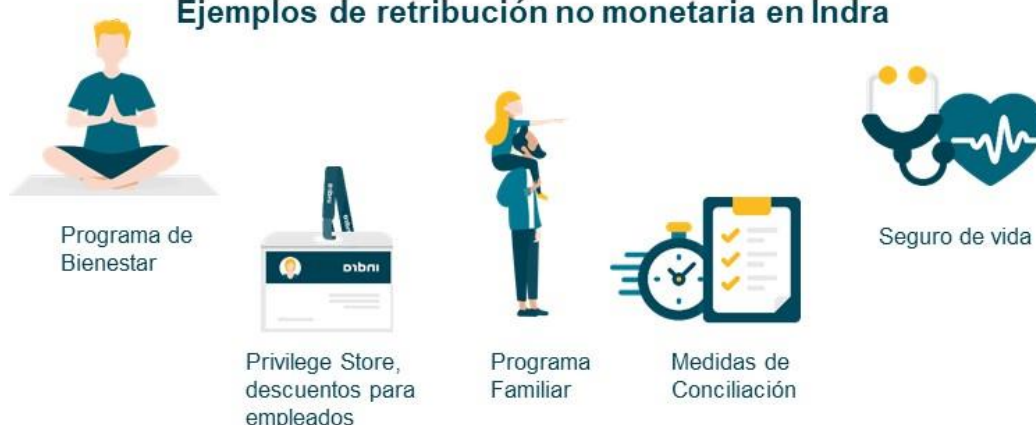 Ejemplos de retribución no monetaria en Indra
Programa de
Bienestar
indra
Privilege Store,
descuentos para
empleados
Programa
Familiar
Medidas de
Conciliación
Seguro de vida